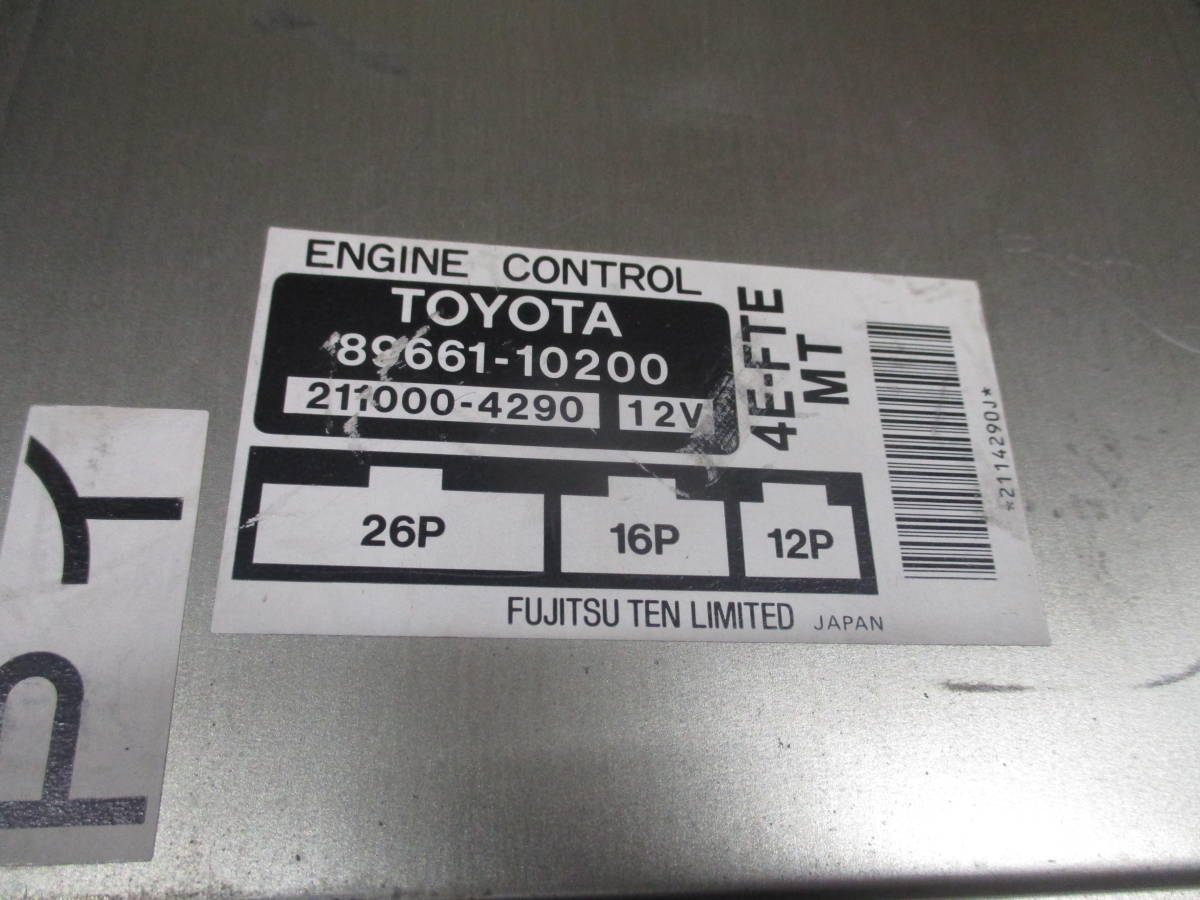 ENGINE CONTROL
TOYOTA
89661-10200
211000-4290 12V
4E-FTE
MT
26P 16P 12P
FUJITSU TEN LIMITED JAPAN
*2114290J*